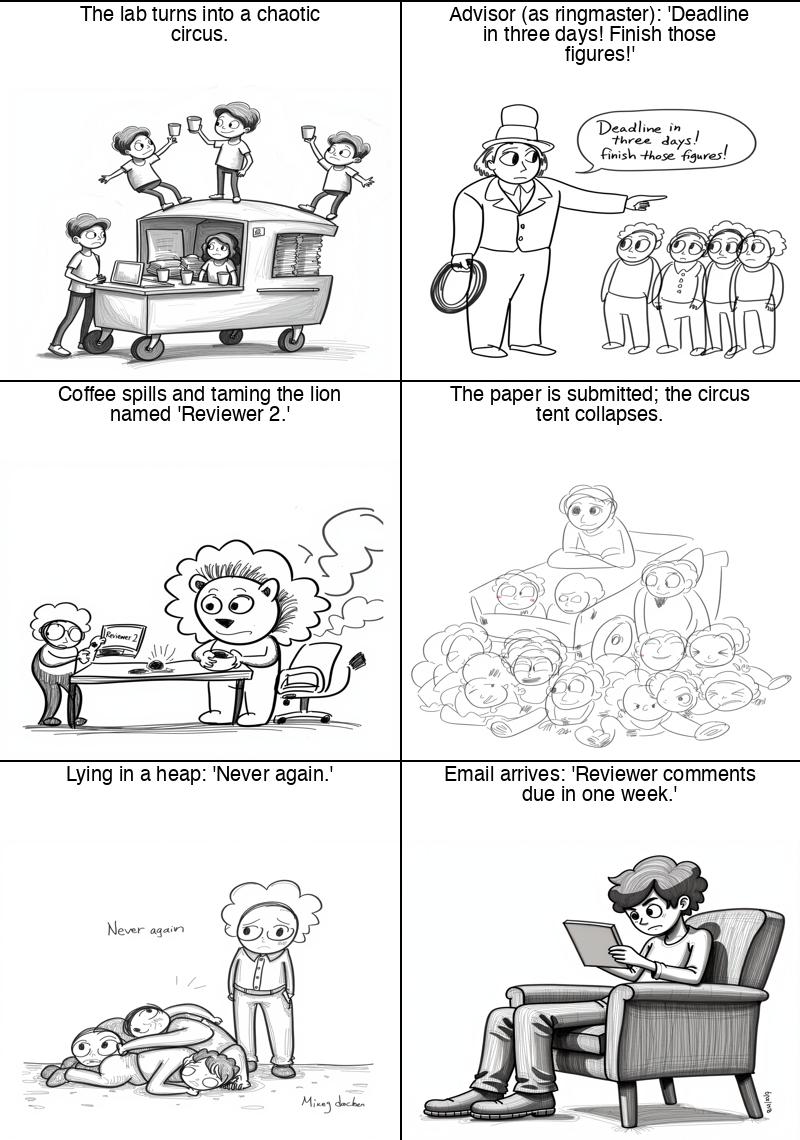 The lab turns into a chaotic
circus.
Advisor (as ringmaster): 'Deadline
in three days! Finish those
figures!'
Deadline in
three days!
finish those figures!
Coffee spills and taming the lion
named 'Reviewer 2.'
Reviewer 2
The paper is submitted; the circus
tent collapses.
Lying in a heap: 'Never again.'
Never again
Email arrives: 'Reviewer comments
due in one week.'